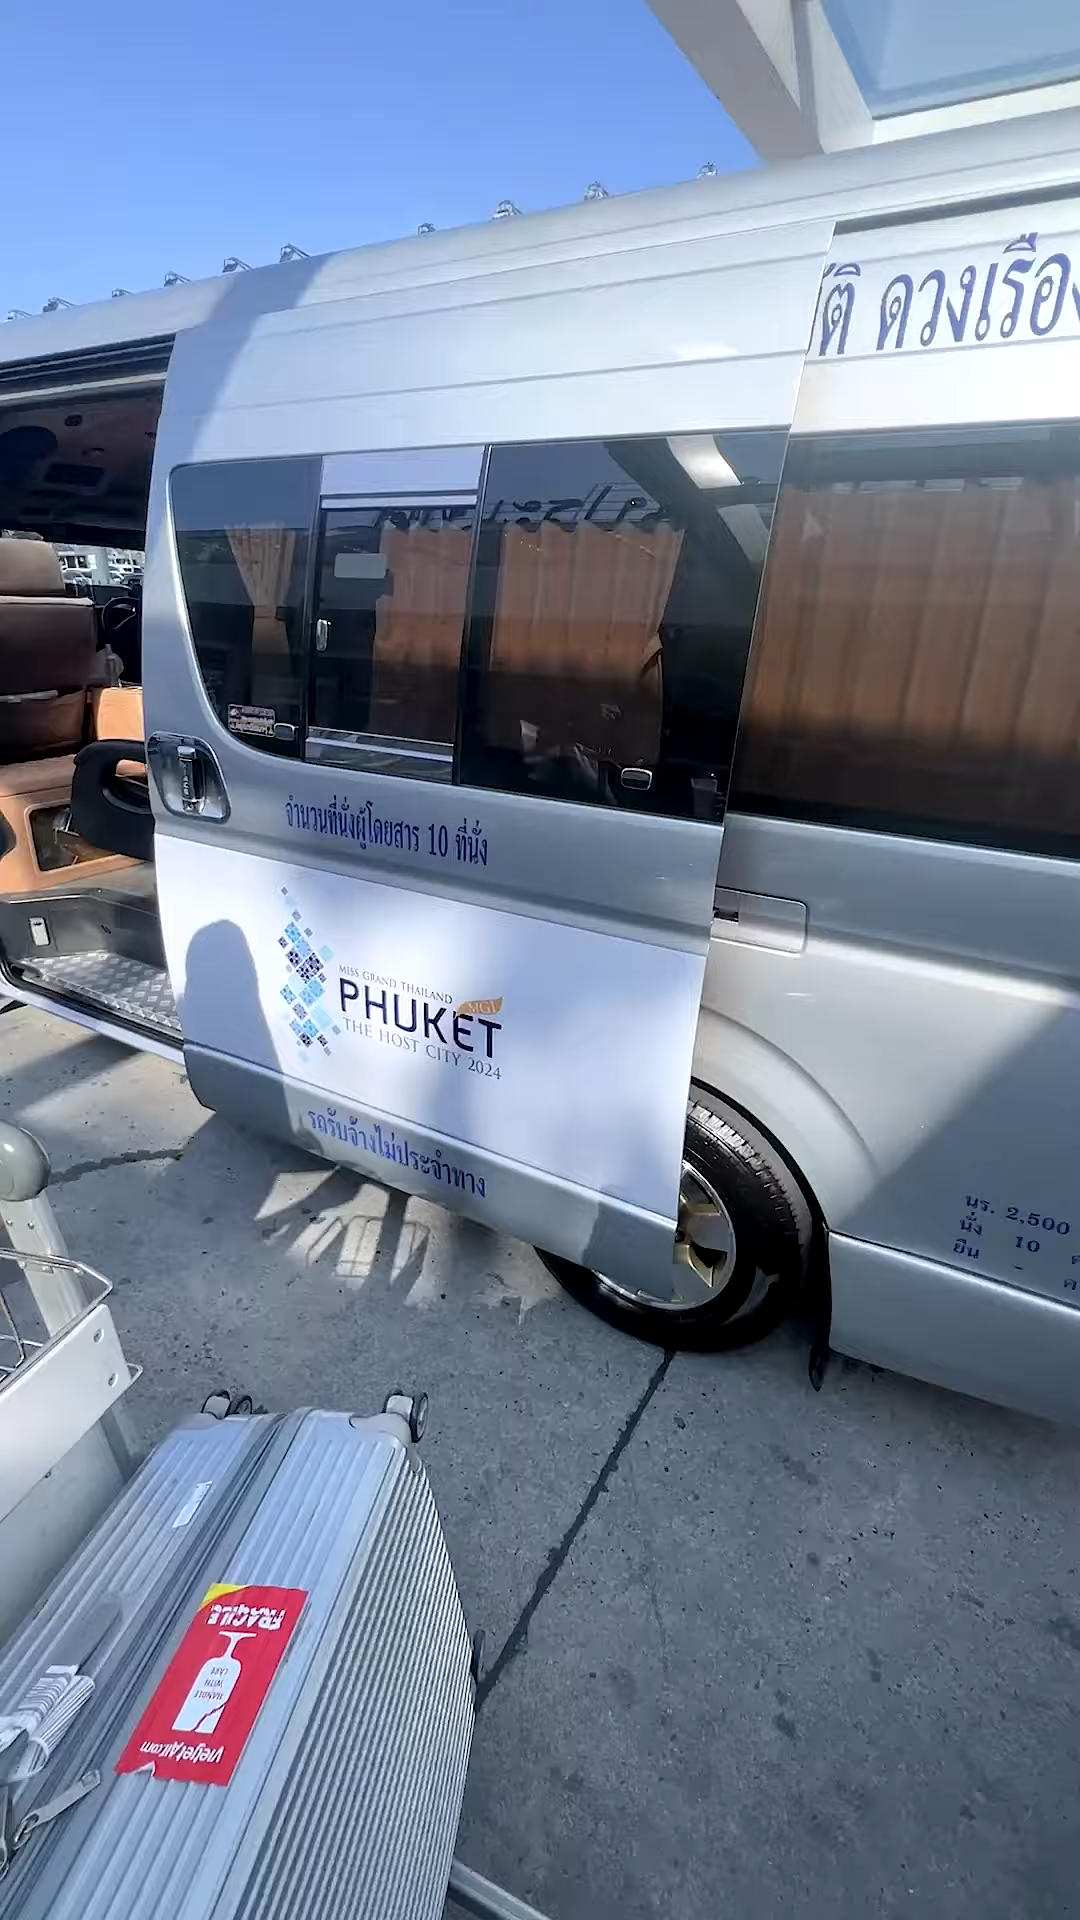 ดวงเรือง
จำนวนที่นั่งผู้โดยสาร 10 ที่นั่ง
MISS GRAND THAILAND
MGT
PHUKET
THE HOST CITY 2024
รถรับจ้างไม่ประจำทาง
นร. 2,500
นั่ง 10
ยืน -
FRAGILE
HANDLE
WITH
CARE
vietjetAir.com